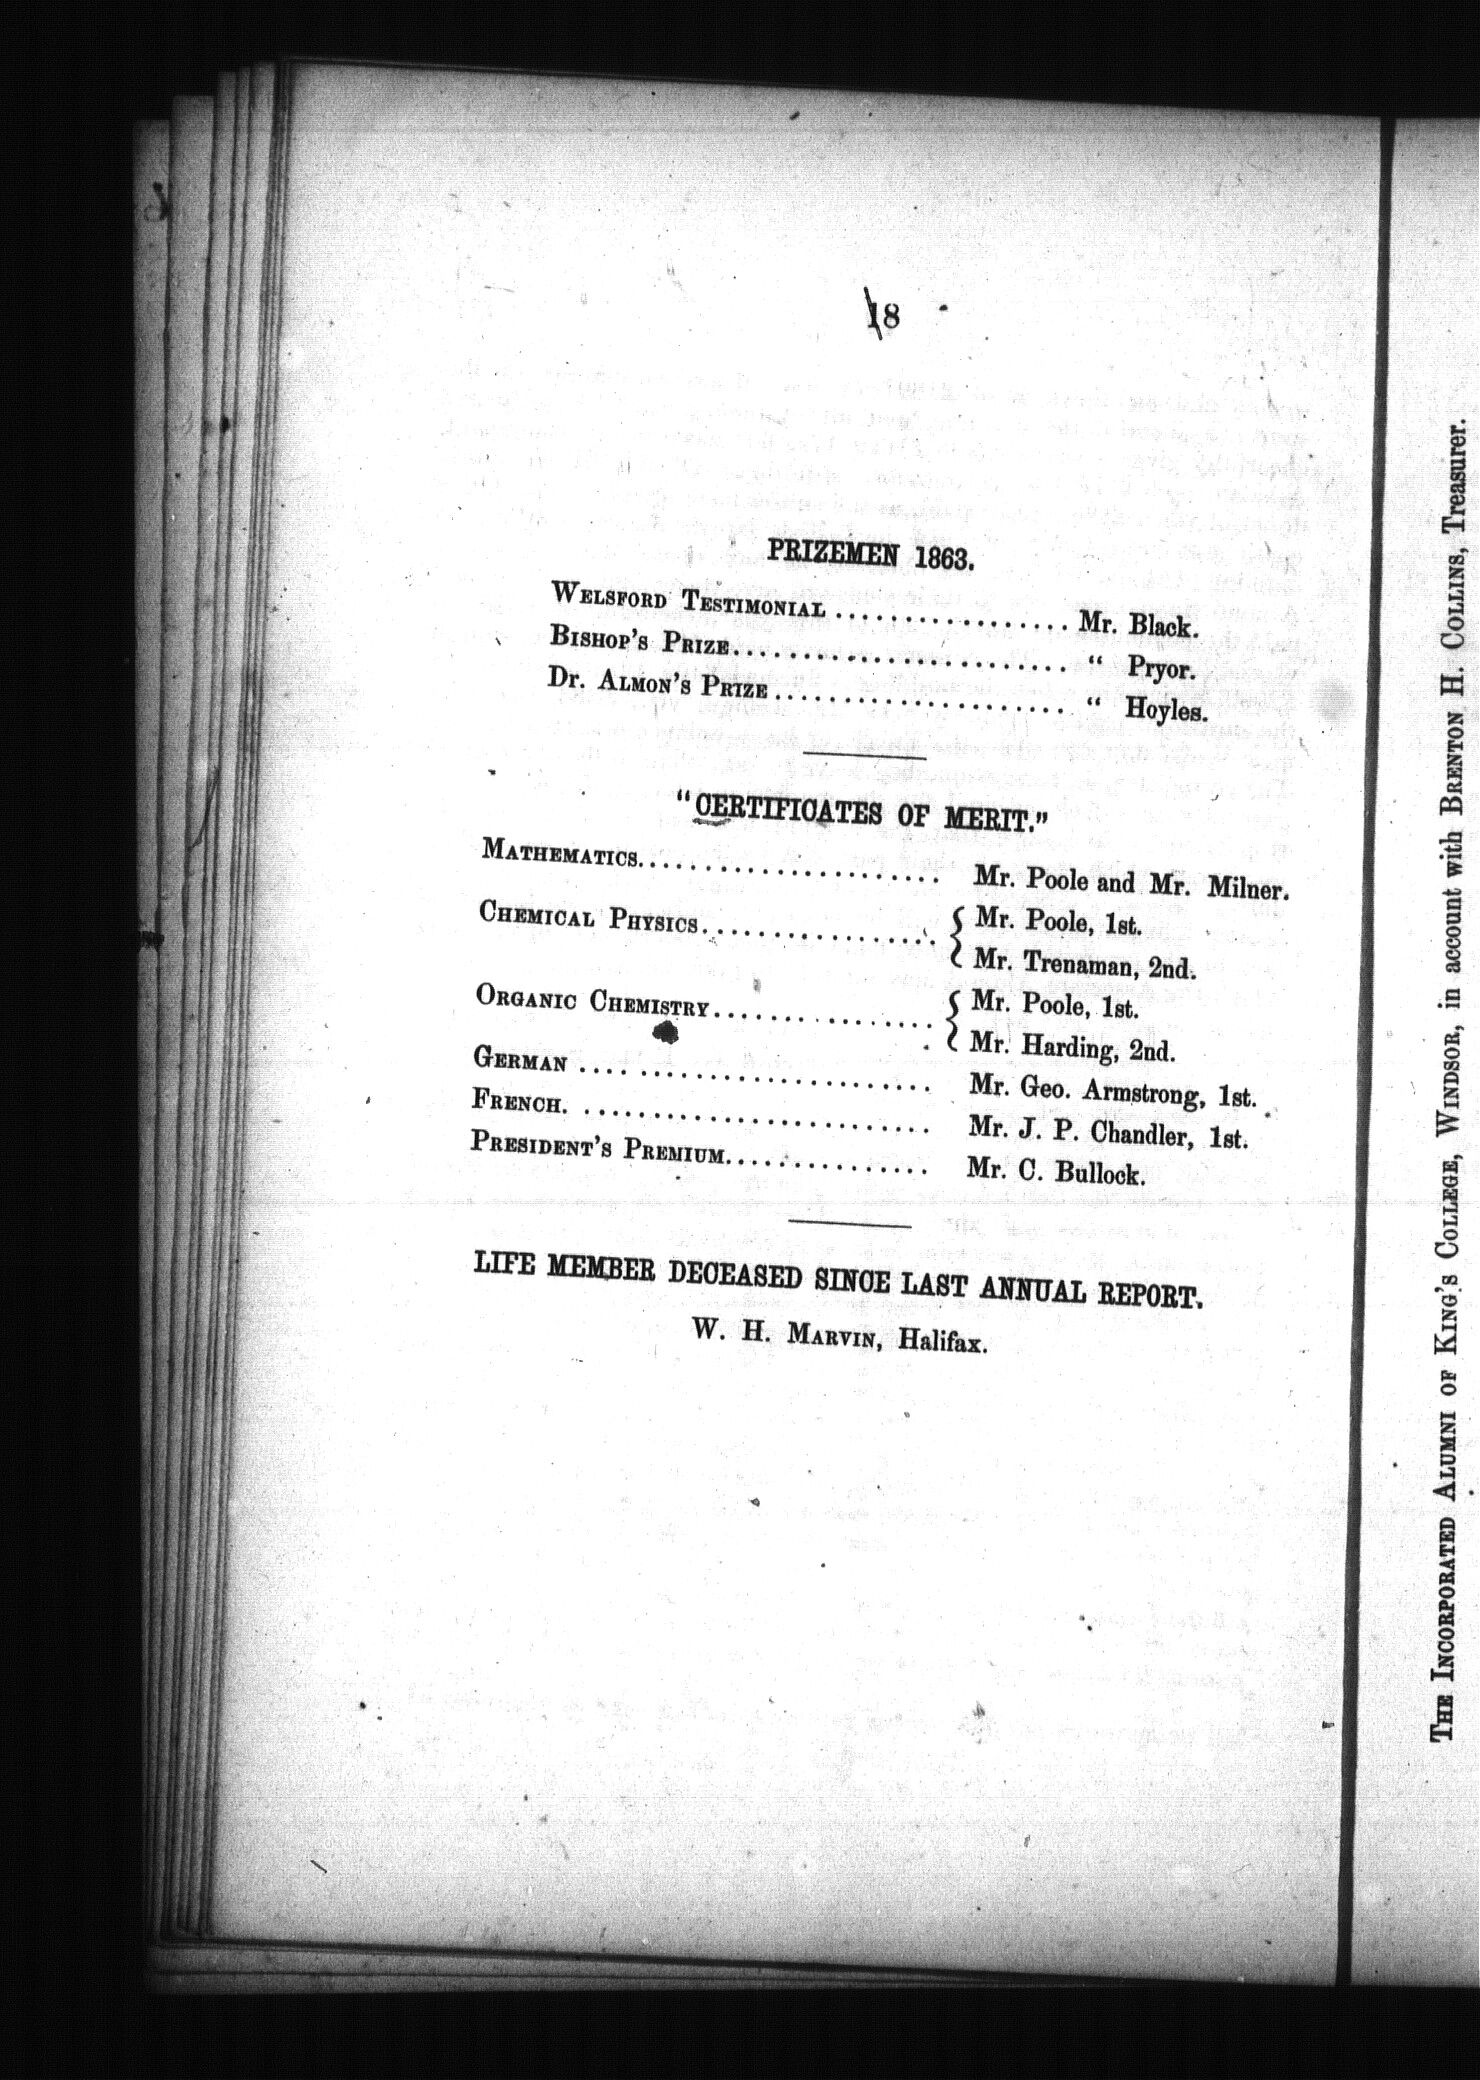 18
PRIZEMEN 1863.
WELSFORD TESTIMONIAL ................. Mr. Black.
BISHOP'S PRIZE........................ " Pryor.
DR. ALMON'S PRIZE ..................... " Hoyles.
"CERTIFICATES OF MERIT."
MATHEMATICS...................... Mr. Poole and Mr. Milner.
CHEMICAL PHYSICS................. { Mr. Poole, 1st.
Mr. Trenaman, 2nd.
ORGANIC CHEMISTRY................ { Mr. Poole, 1st.
Mr. Harding, 2nd.
GERMAN .......................... Mr. Geo. Armstrong, 1st.
FRENCH. ......................... Mr. J. P. Chandler, 1st.
PRESIDENT'S PREMIUM............... Mr. C. Bullock.
LIFE MEMBER DECEASED SINCE LAST ANNUAL REPORT.
W. H. MARVIN, Halifax.
THE INCORPORATED ALUMNI OF KING'S COLLEGE, WINDSOR, in account with BRENTON H. COLLINS, Treasurer.